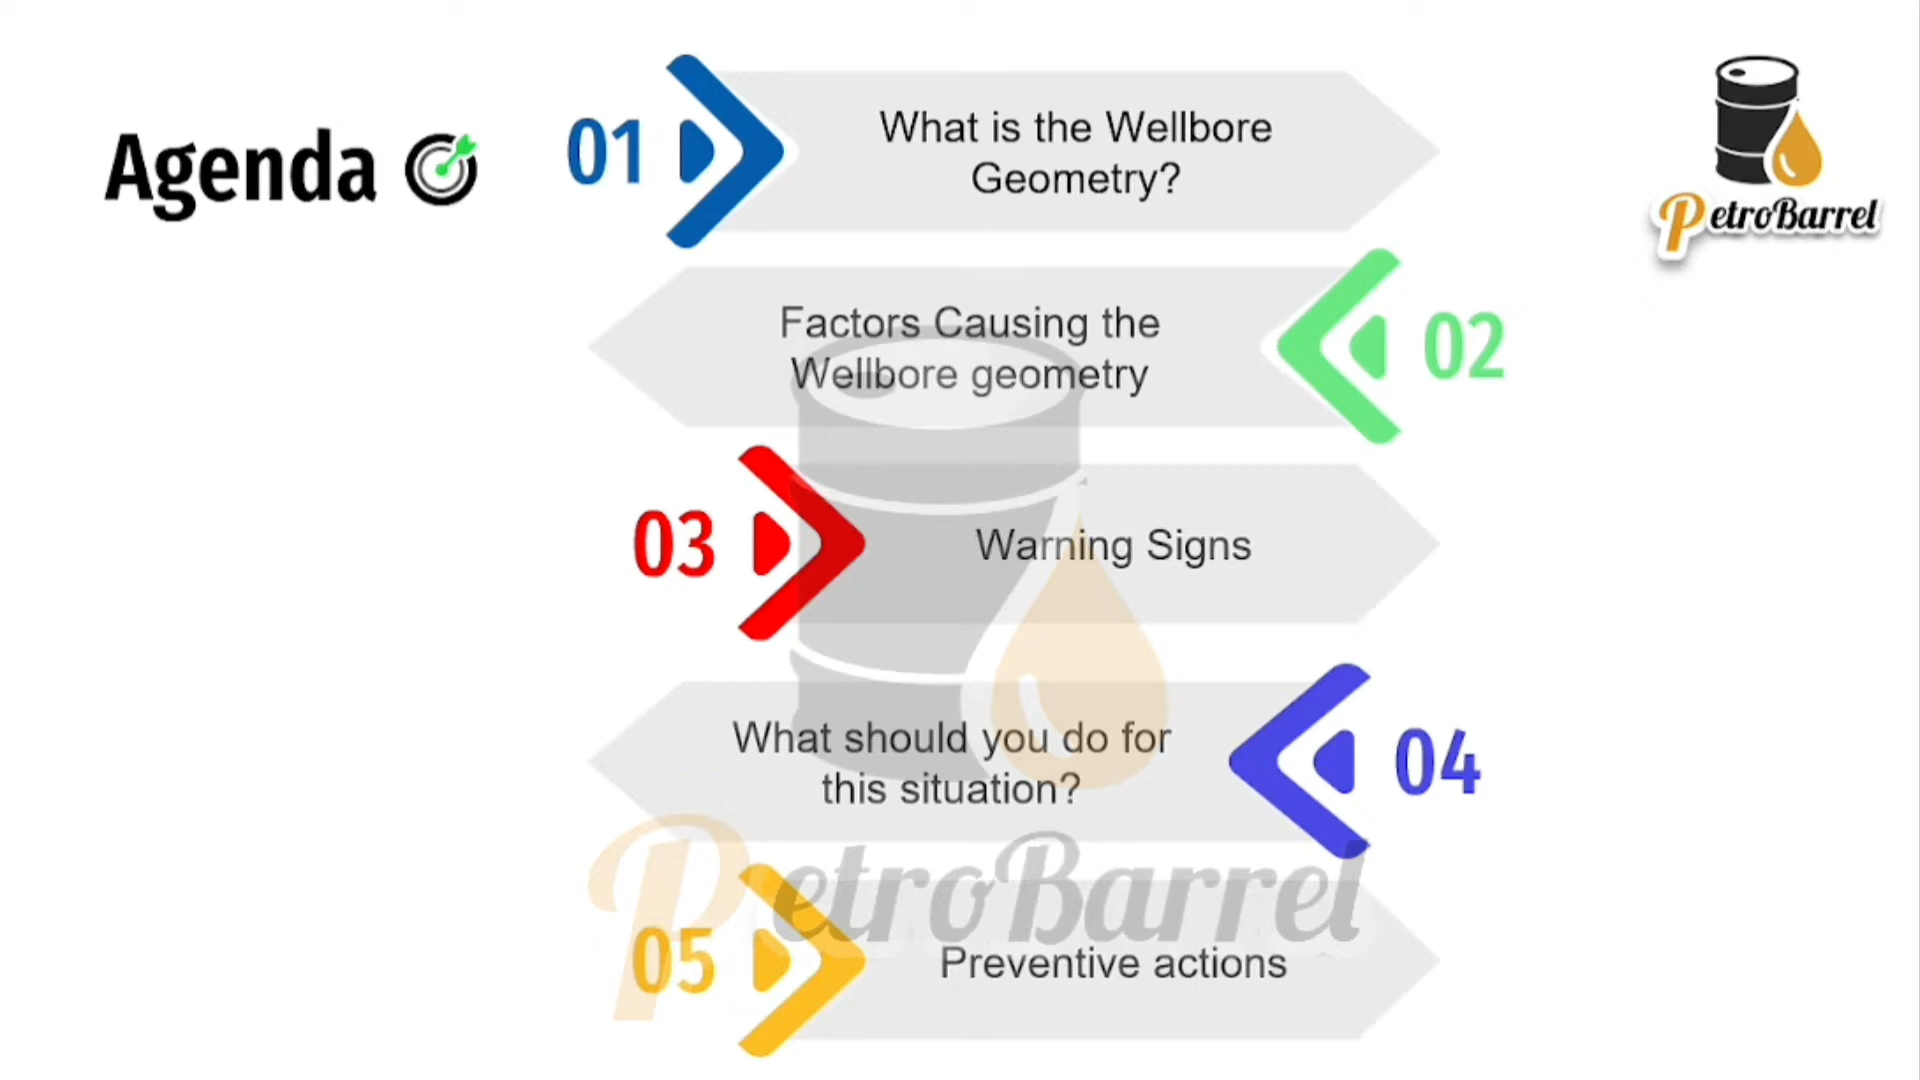 Agenda
01
What is the Wellbore
Geometry?
PetroBarrel
Factors Causing the
Wellbore geometry
02
03
Warning Signs
What should you do for
this situation?
04
PetroBarrel
05
Preventive actions